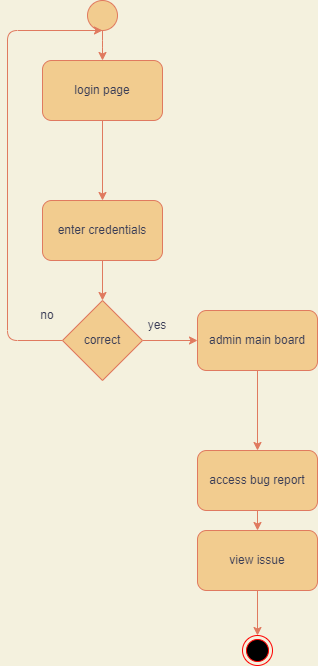 login page
enter credentials
no
yes
correct
admin main board
access bug report
view issue